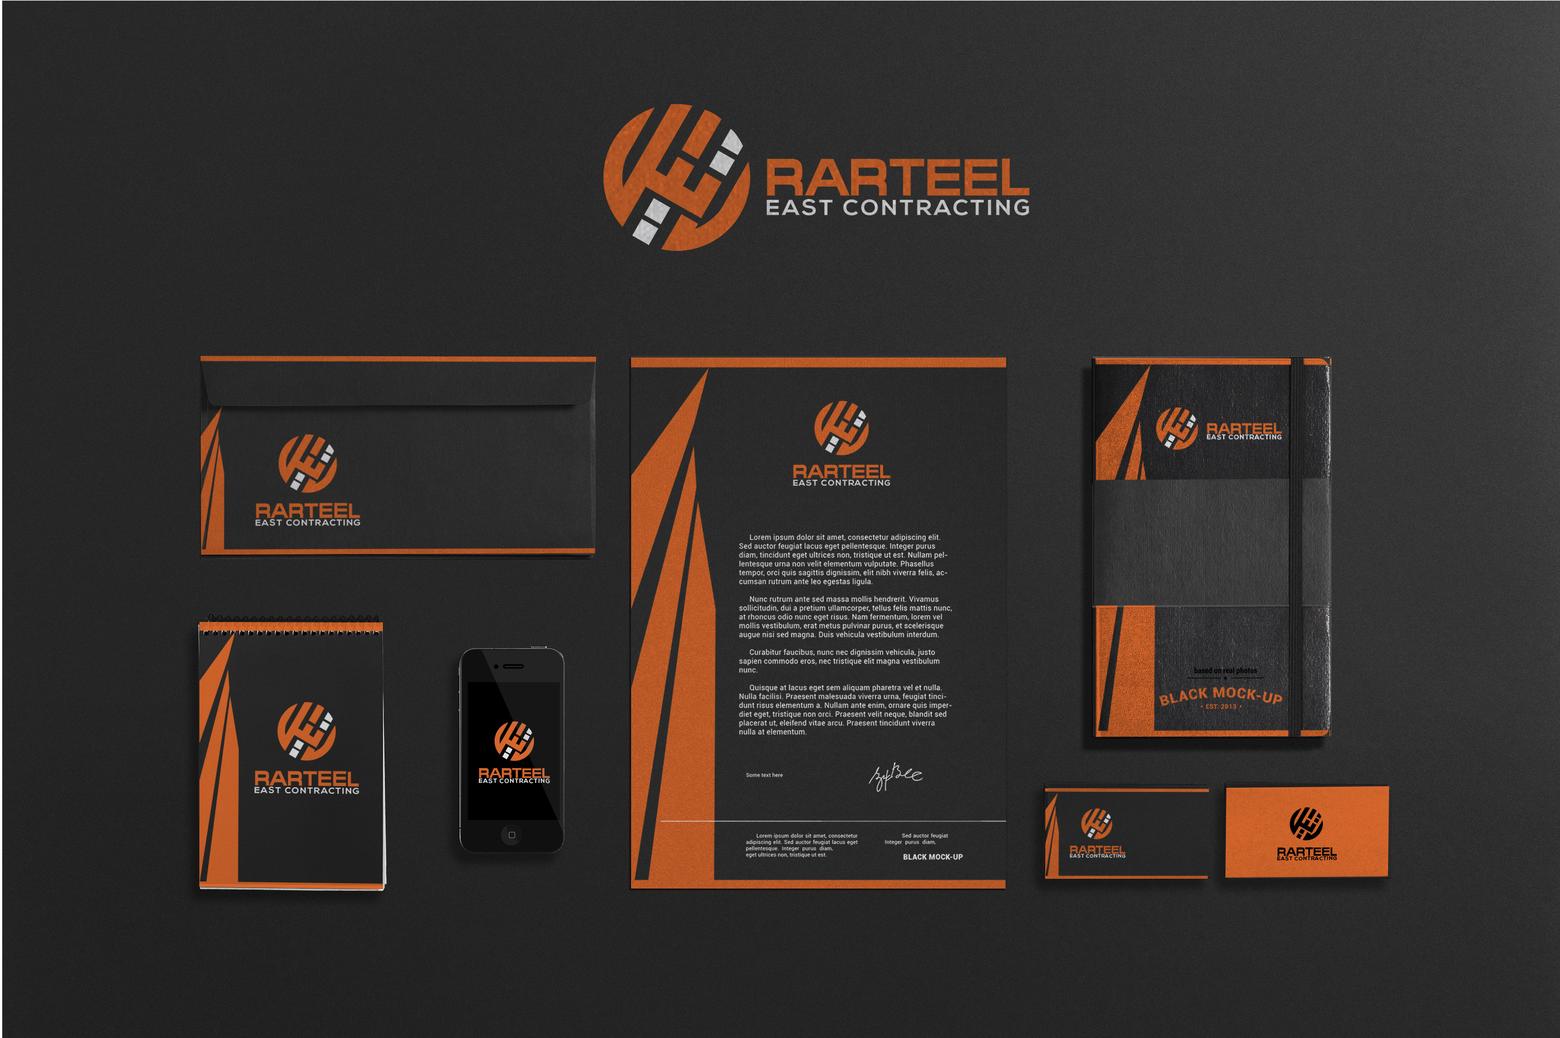 RARTEEL
EAST CONTRACTING
RARTEEL
EAST CONTRACTING
RARTEEL
EAST CONTRACTING
Lorem ipsum dolor sit amet, consectetur adipiscing elit.
Sed auctor feugiat lacus eget pellentesque. Integer purus
diam, tincidunt eget ultrices non, tristique ut est. Nullam pel-
lentesque urna non velit elementum vulputate. Phasellus
tempor, orci quis sagittis dignissim, elit nibh viverra felis, ac-
cumsan rutrum ante leo egestas ligula.
Nunc rutrum ante sed massa mollis hendrerit. Vivamus
sollicitudin, dui a pretium ullamcorper, tellus felis mattis nunc,
at rhoncus odio nunc eget risus. Nam fermentum, lorem vel
mollis vestibulum, erat metus pulvinar purus, et scelerisque
augue nisi sed magna. Duis vehicula vestibulum interdum.
Curabitur faucibus, nunc nec dignissim vehicula, justo
sapien commodo eros, nec tristique elit magna vestibulum
nunc.
Quisque at lacus eget sem aliquam pharetra vel et nulla.
Nulla facilisi. Praesent malesuada viverra urna, feugiat tinci-
dunt risus elementum a. Nullam ante enim, ornare quis imper-
diet eget, tristique non orci. Praesent velit neque, blandit sed
placerat ut, eleifend vitae arcu. Praesent tincidunt viverra
nulla at elementum.
Some text here
Lorem ipsum dolor sit amet, consectetur
adipiscing elit. Sed auctor feugiat lacus eget
pellentesque. Integer purus diam,
eget ultrices non, tristique ut est.
Sed auctor feugiat
Integer purus diam,
BLACK MOCK-UP
RARTEEL
EAST CONTRACTING
based on real photos
BLACK MOCK-UP
• EST. 2013 •
RARTEEL
EAST CONTRACTING
RARTEEL
EAST CONTRACTING
RARTEEL
EAST CONTRACTING
RARTEEL
EAST CONTRACTING